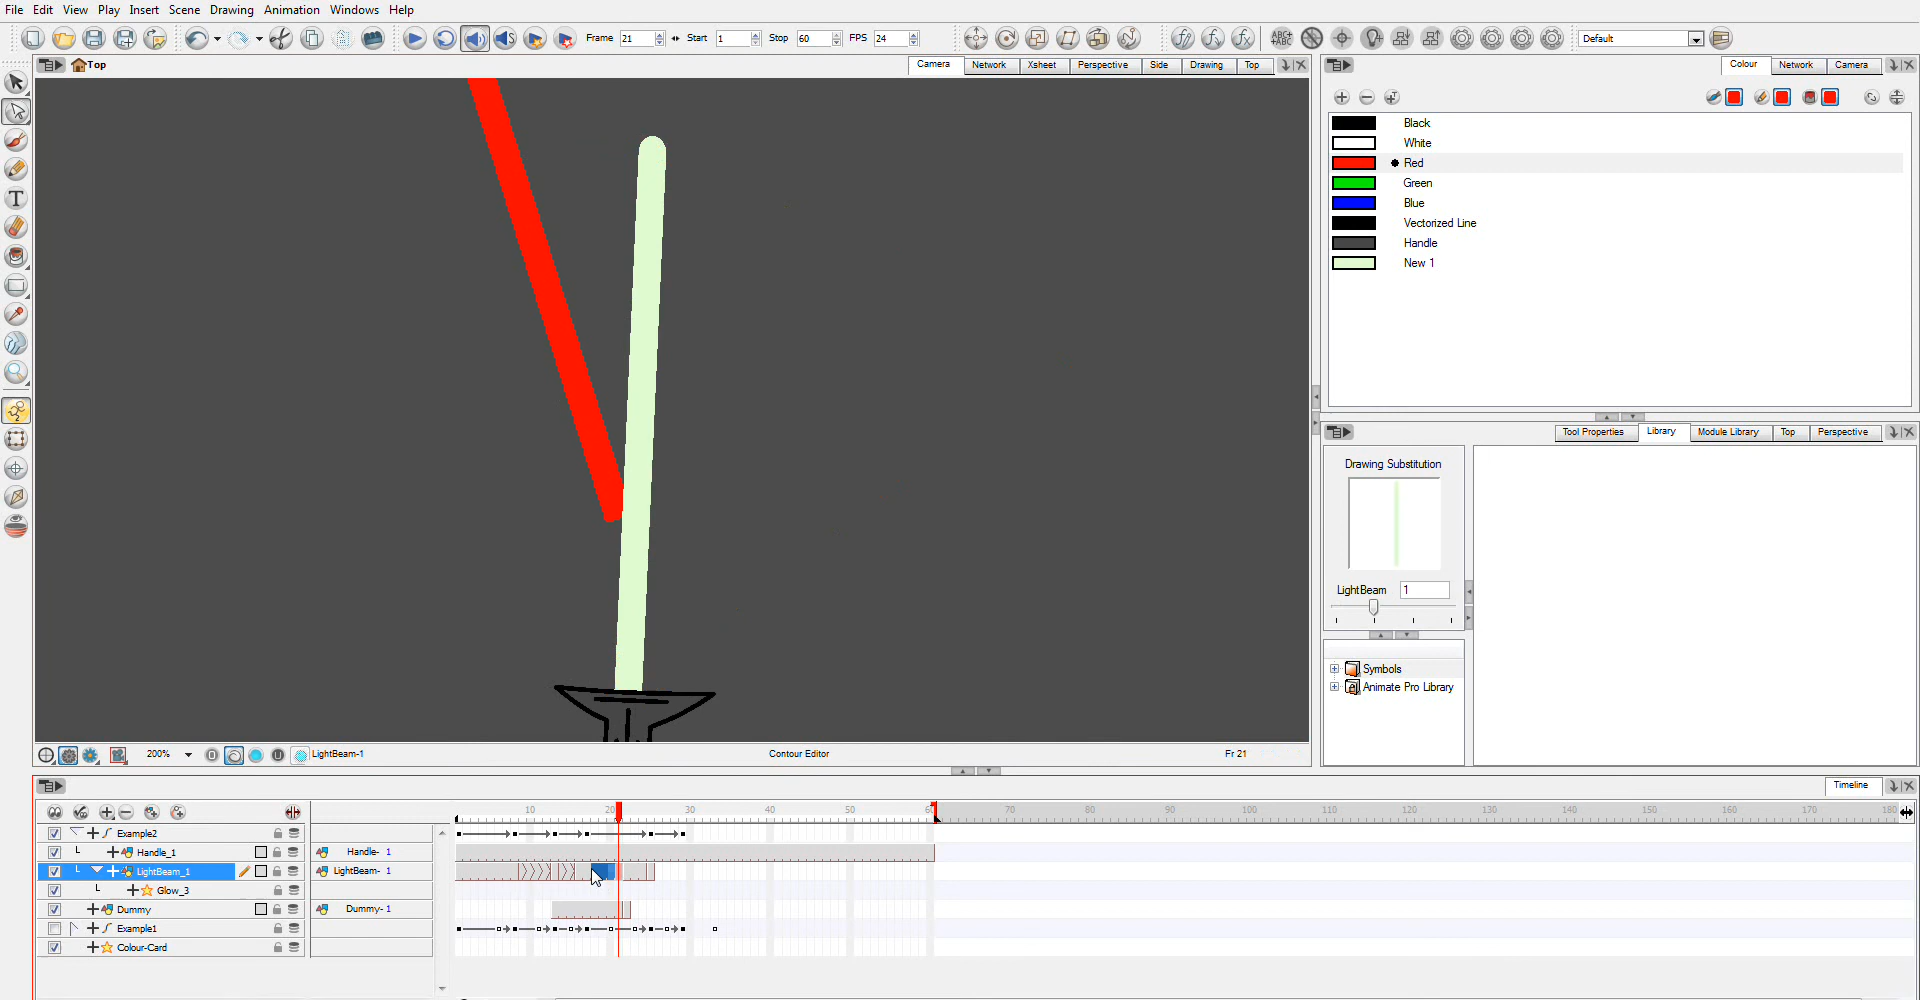 File Edit View Play Insert Scene Drawing Animation Windows Help
Frame 21 Start 1 Stop 60 FPS 24 Default
Top
Camera Network Xsheet Perspective Side Drawing Top
Colour Network Camera
Black
White
Red
Green
Blue
Vectorized Line
Handle
New 1
Tool Properties Library Module Library Top Perspective
Drawing Substitution
LightBeam 1
Symbols
Animate Pro Library
200% LightBeam-1 Contour Editor Fr 21
Timeline
10 20 30 40 50 60 70 80 90 100 110 120 130 140 150 160 170 180
Example2
Handle_1 Handle- 1
LightBeam_1 LightBeam- 1
Glow_3
Dummy Dummy- 1
Example1
Colour-Card